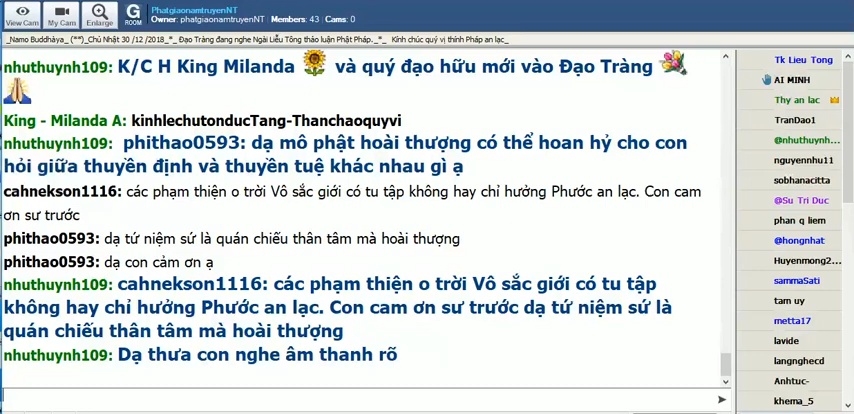 PhatgiaonamtruyenNT
Owner: phatgiaonamtruyenNT | Members: 43 | Cams: 0
View Cam
My Cam
Enlarge
G
ROOM
_Namo Buddhàya_ (**)_Chủ Nhật 30 /12 /2018_*_ Đạo Tràng đang nghe Ngài Liễu Tông thảo luận Phật Pháp._*_ Kính chúc quý vị thính Pháp an lạc_
nhuthuynh109: K/C H King Milanda và quý đạo hữu mới vào Đạo Tràng
King - Milanda A: kinhlechutonducTang-Thanchaoquyvi
nhuthuynh109: phithao0593: dạ mô phật hoài thượng có thể hoan hỷ cho con
hỏi giữa thuyền định và thuyền tuệ khác nhau gì ạ
cahnekson1116: các phạm thiện o trời Vô sắc giới có tu tập không hay chỉ hưởng Phước an lạc. Con cam
ơn sư trước
phithao0593: dạ tứ niệm sứ là quán chiếu thân tâm mà hoài thượng
phithao0593: dạ con cảm ơn ạ
nhuthuynh109: cahnekson1116: các phạm thiện o trời Vô sắc giới có tu tập
không hay chỉ hưởng Phước an lạc. Con cam ơn sư trước dạ tứ niệm sứ là
quán chiếu thân tâm mà hoài thượng
nhuthuynh109: Dạ thưa con nghe âm thanh rõ
Tk Lieu Tong
AI MINH
Thy an lac
TranDao1
@nhuthuynh...
nguyennhu11
sobhanacitta
@Su Tri Duc
phan q liem
@hongnhat
Huyenmong2...
sammaSati
tam uy
metta17
lavide
langnghecd
Anhtuc-
khema_5